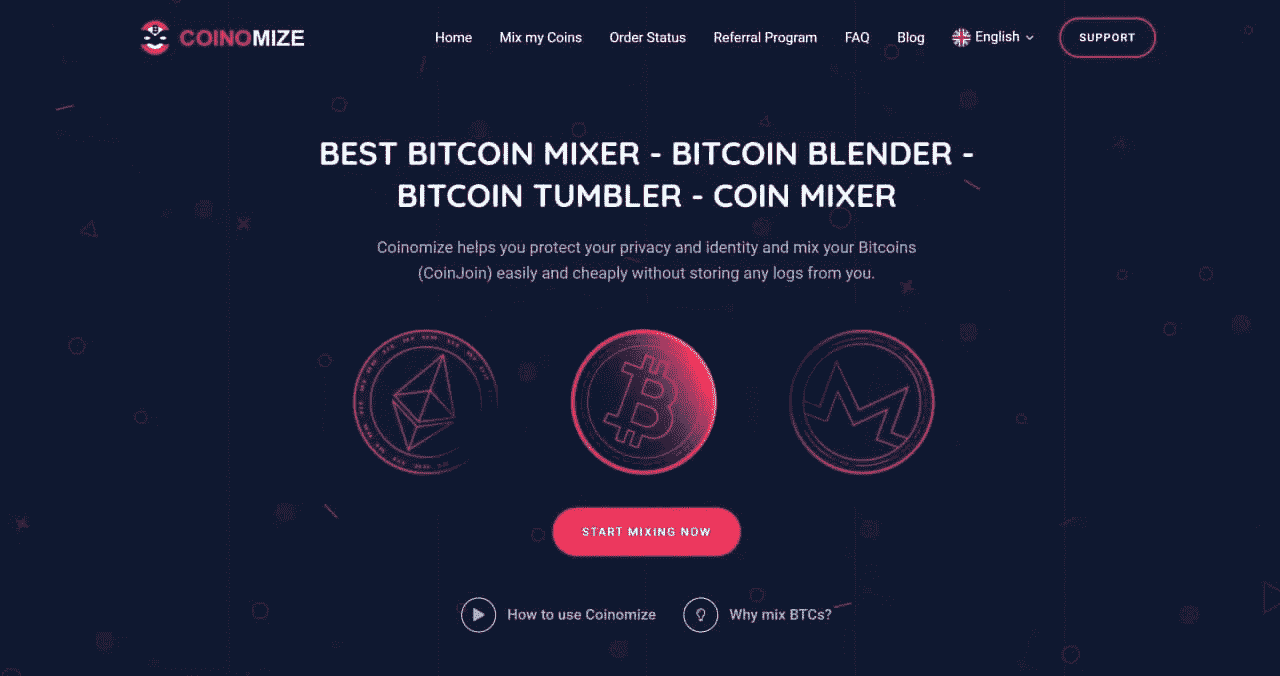 COINOMIZE
Home
Mix my Coins
Order Status
Referral Program
FAQ
Blog
English
SUPPORT
BEST BITCOIN MIXER - BITCOIN BLENDER -
BITCOIN TUMBLER - COIN MIXER
Coinomize helps you protect your privacy and identity and mix your Bitcoins
(CoinJoin) easily and cheaply without storing any logs from you.
START MIXING NOW
How to use Coinomize
Why mix BTCs?